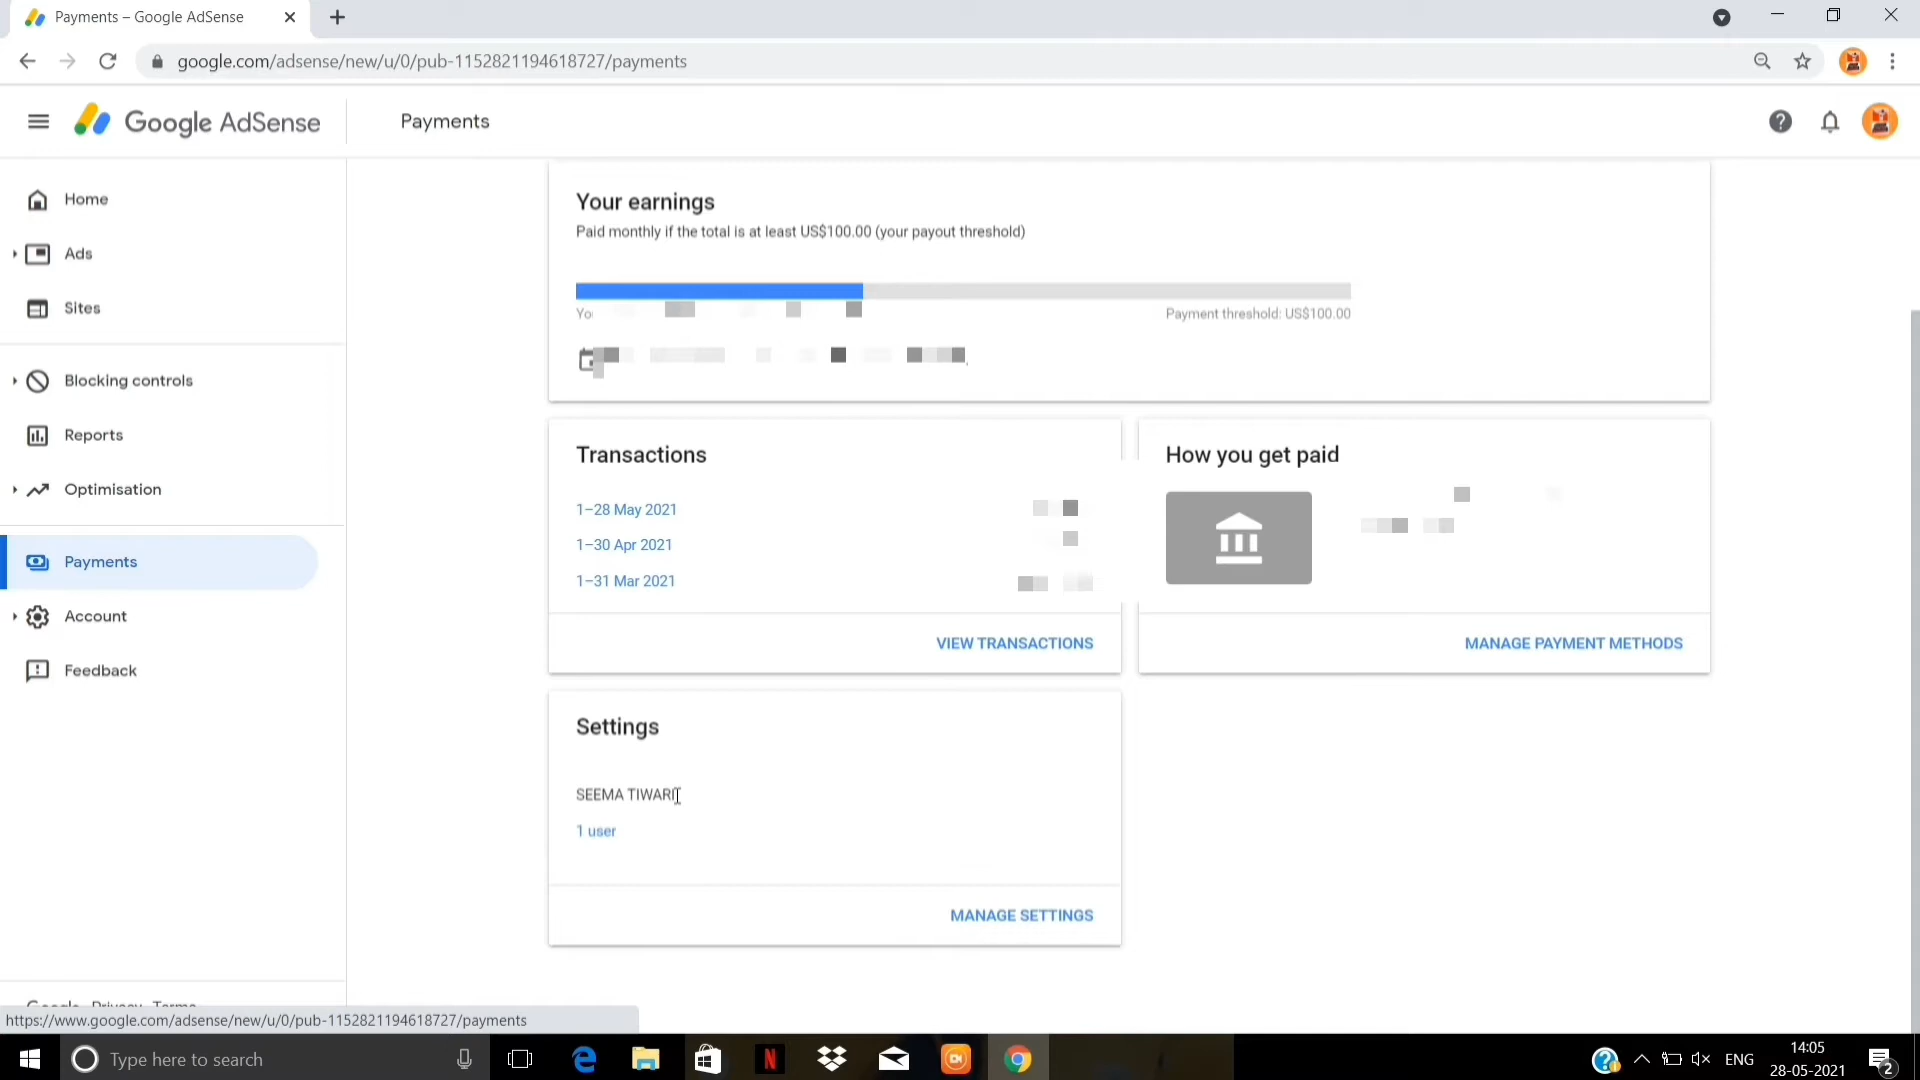 Payments – Google AdSense
google.com/adsense/new/u/0/pub-1152821194618727/payments
Google AdSense
Payments
Home
Ads
Sites
Blocking controls
Reports
Optimisation
Payments
Account
Feedback
Your earnings
Paid monthly if the total is at least US$100.00 (your payout threshold)
Payment threshold: US$100.00
Transactions
1–28 May 2021
1–30 Apr 2021
1–31 Mar 2021
VIEW TRANSACTIONS
How you get paid
MANAGE PAYMENT METHODS
Settings
SEEMA TIWARI
1 user
MANAGE SETTINGS
Google Privacy Terms
https://www.google.com/adsense/new/u/0/pub-1152821194618727/payments
Type here to search
ENG
14:05
28-05-2021
2